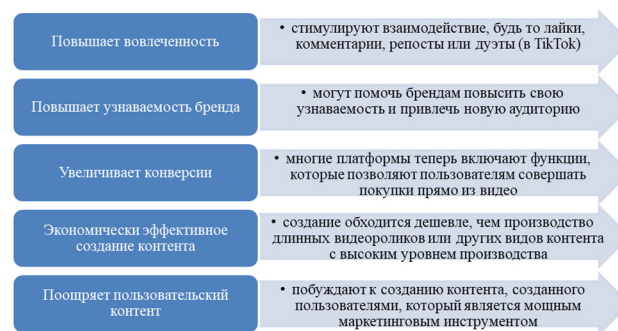 Повышает вовлеченность
• стимулируют взаимодействие, будь то лайки,
комментарии, репосты или дуэты (в TikTok)
Повышает узнаваемость бренда
• могут помочь брендам повысить свою
узнаваемость и привлечь новую аудиторию
Увеличивает конверсии
• многие платформы теперь включают функции,
которые позволяют пользователям совершать
покупки прямо из видео
Экономически эффективное
создание контента
• создание обходится дешевле, чем производство
длинных видеороликов или других видов контента
с высоким уровнем производства
Поощряет пользовательский
контент
• побуждают к созданию контента, созданного
пользователями, который является мощным
маркетинговым инструментом